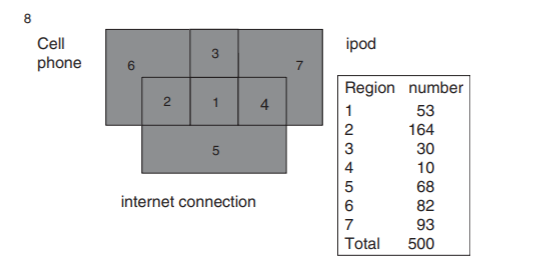 8
Cell
phone
ipod
6
3
7
2
1
4
5
internet connection
Region number
1 53
2 164
3 30
4 10
5 68
6 82
7 93
Total 500